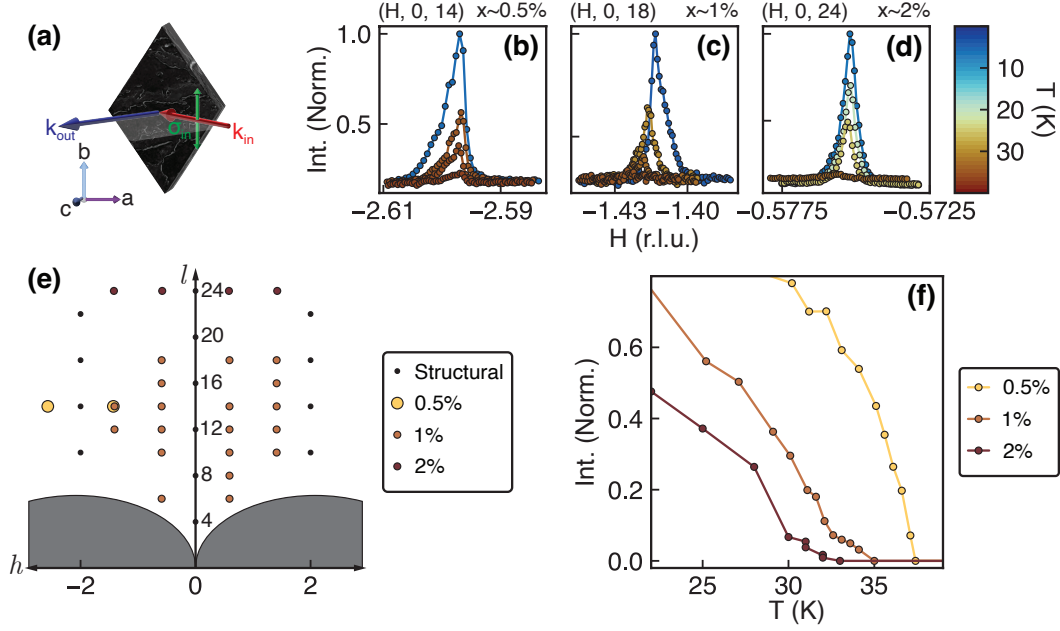 (a)
k_out
σ_in
k_in
b
c
a
(H, 0, 14) x~0.5%
(b)
Int. (Norm.)
1.0
0.5
−2.61
−2.59
(H, 0, 18) x~1%
(c)
−1.43
−1.40
H (r.l.u.)
(H, 0, 24) x~2%
(d)
−0.5775
−0.5725
T (K)
10
20
30
(e)
l
24
20
16
12
8
4
h
−2
0
2
Structural
0.5%
1%
2%
(f)
Int. (Norm.)
0.6
0.4
0.2
0.0
25
30
35
T (K)
0.5%
1%
2%